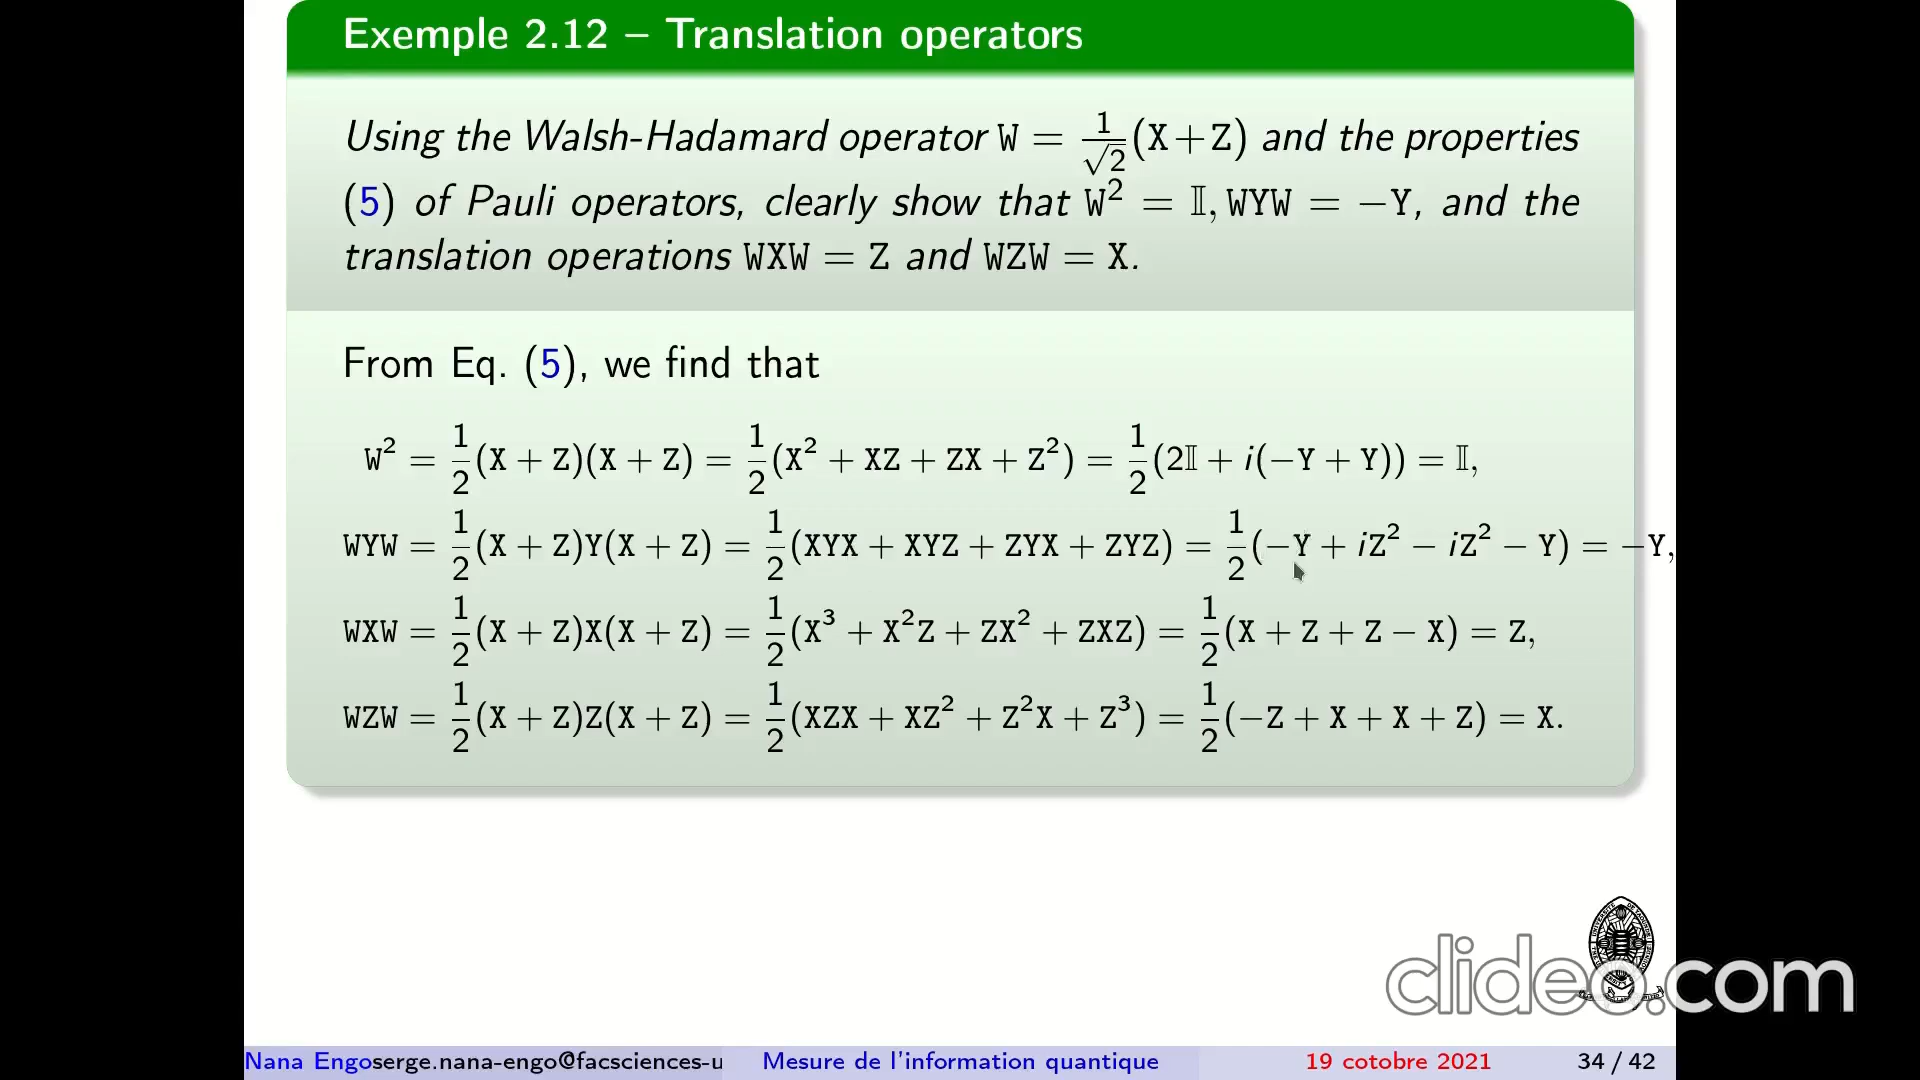 Exemple 2.12 – Translation operators
Using the Walsh-Hadamard operator W = 1/√2 (X+Z) and the properties
(5) of Pauli operators, clearly show that W² = 𝕀, WYW = −Y, and the
translation operations WXW = Z and WZW = X.
From Eq. (5), we find that
W² = 1/2 (X + Z)(X + Z) = 1/2 (X² + XZ + ZX + Z²) = 1/2 (2𝕀 + i(−Y + Y)) = 𝕀,
WYW = 1/2 (X + Z)Y(X + Z) = 1/2 (XYX + XYZ + ZYX + ZYZ) = 1/2 (−Y + iZ² − iZ² − Y) = −Y,
WXW = 1/2 (X + Z)X(X + Z) = 1/2 (X³ + X²Z + ZX² + ZXZ) = 1/2 (X + Z + Z − X) = Z,
WZW = 1/2 (X + Z)Z(X + Z) = 1/2 (XZX + XZ² + Z²X + Z³) = 1/2 (−Z + X + X + Z) = X.
clideo.com
Nana Engoserge.nana-engo@facsciences-u Mesure de l'information quantique 19 cotobre 2021 34 / 42